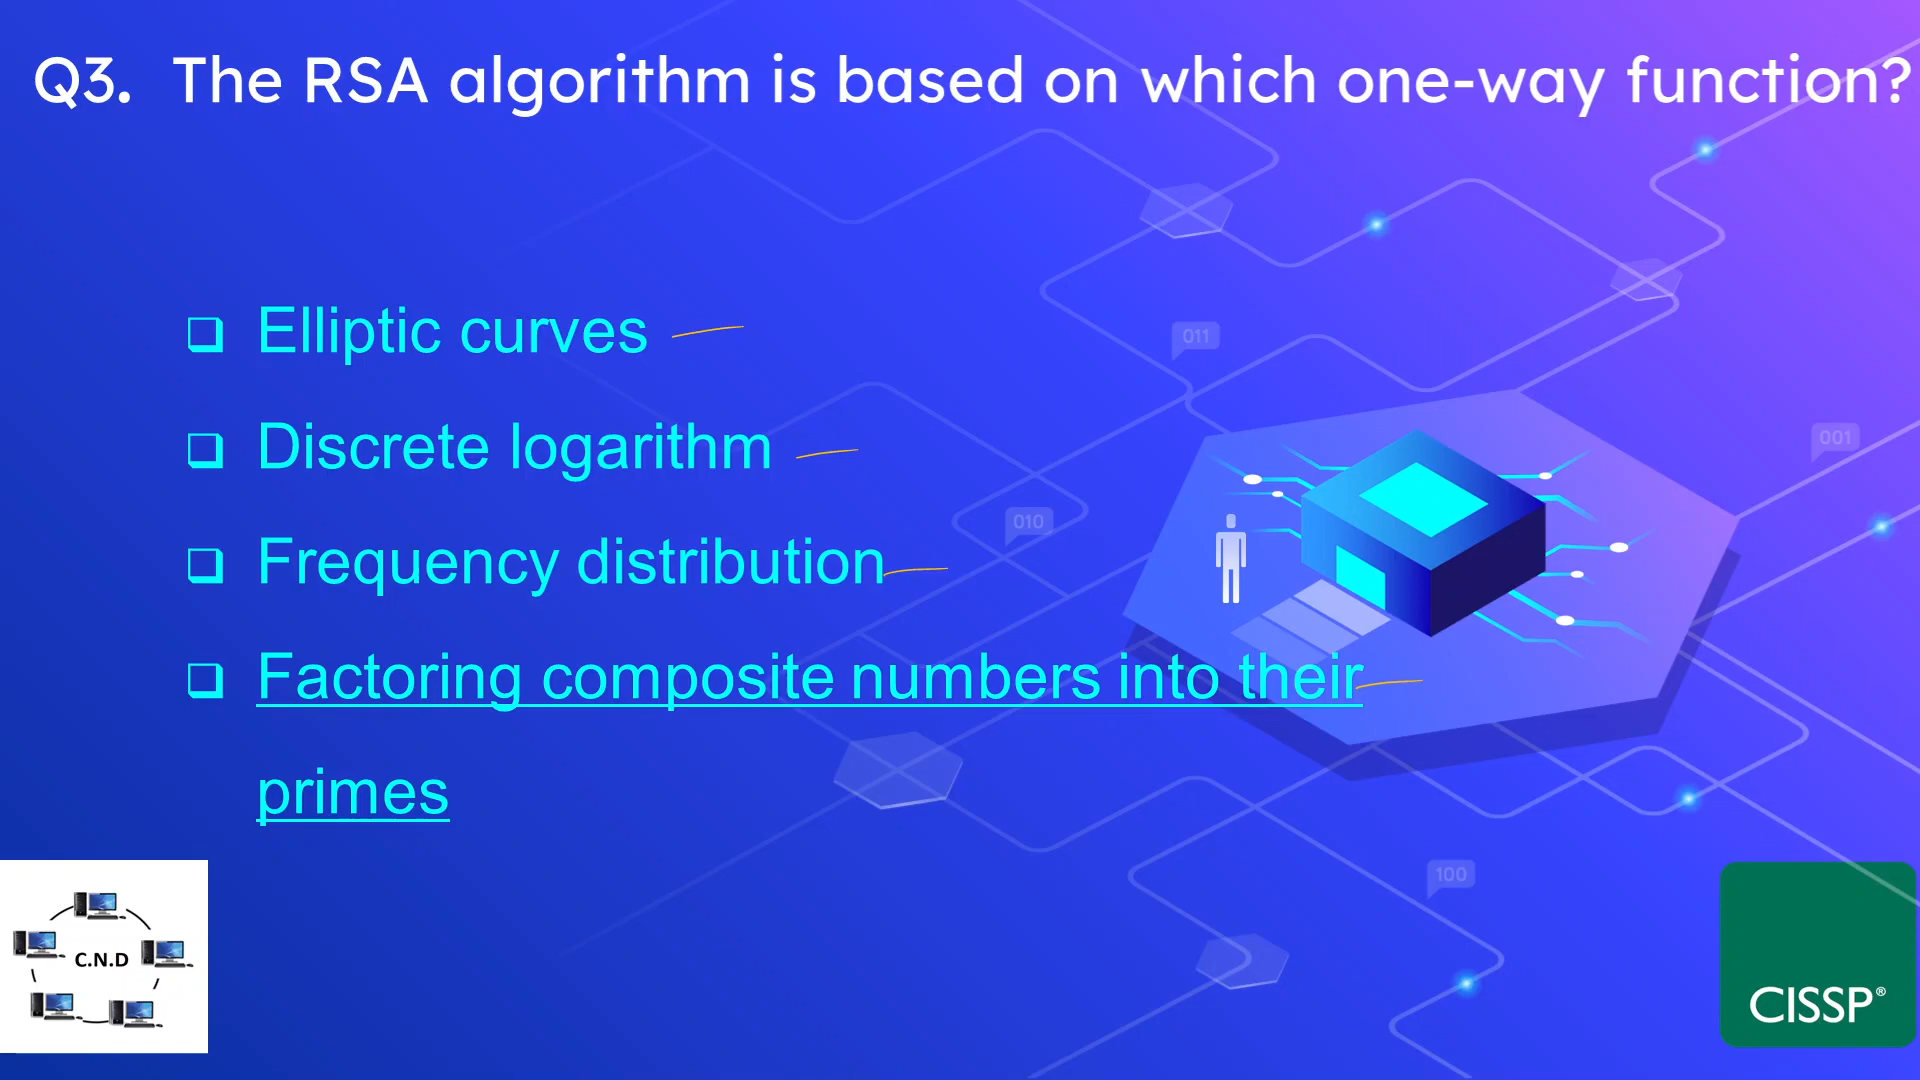 Q3. The RSA algorithm is based on which one-way function?
Elliptic curves
011
001
Discrete logarithm
010
Frequency distribution
Factoring composite numbers into their
primes
100
C.N.D
CISSP®